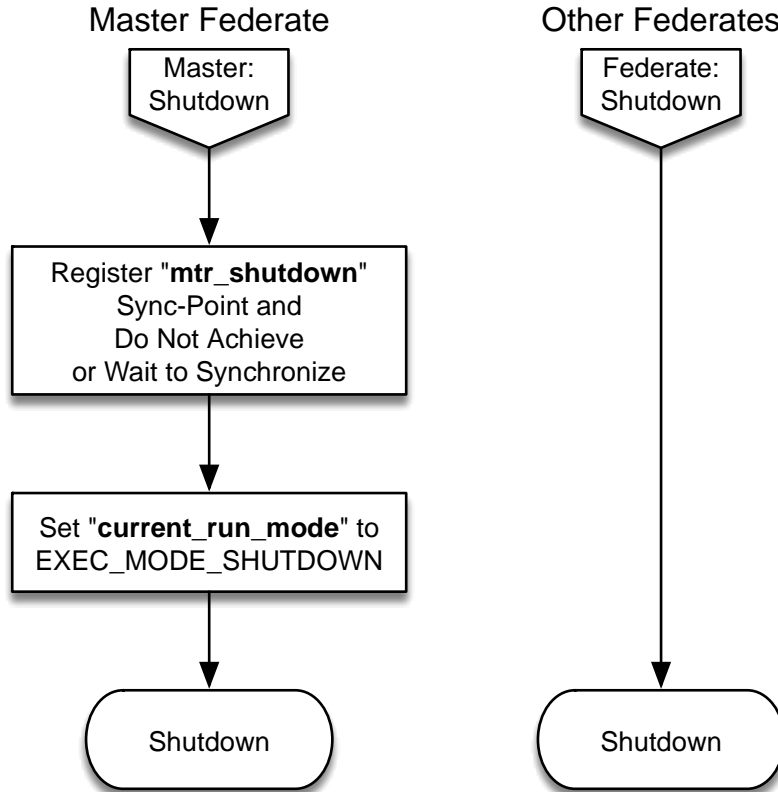 Master Federate
Master:
Shutdown
Register "mtr_shutdown"
Sync-Point and
Do Not Achieve
or Wait to Synchronize
Set "current_run_mode" to
EXEC_MODE_SHUTDOWN
Shutdown
Other Federates
Federate:
Shutdown
Shutdown